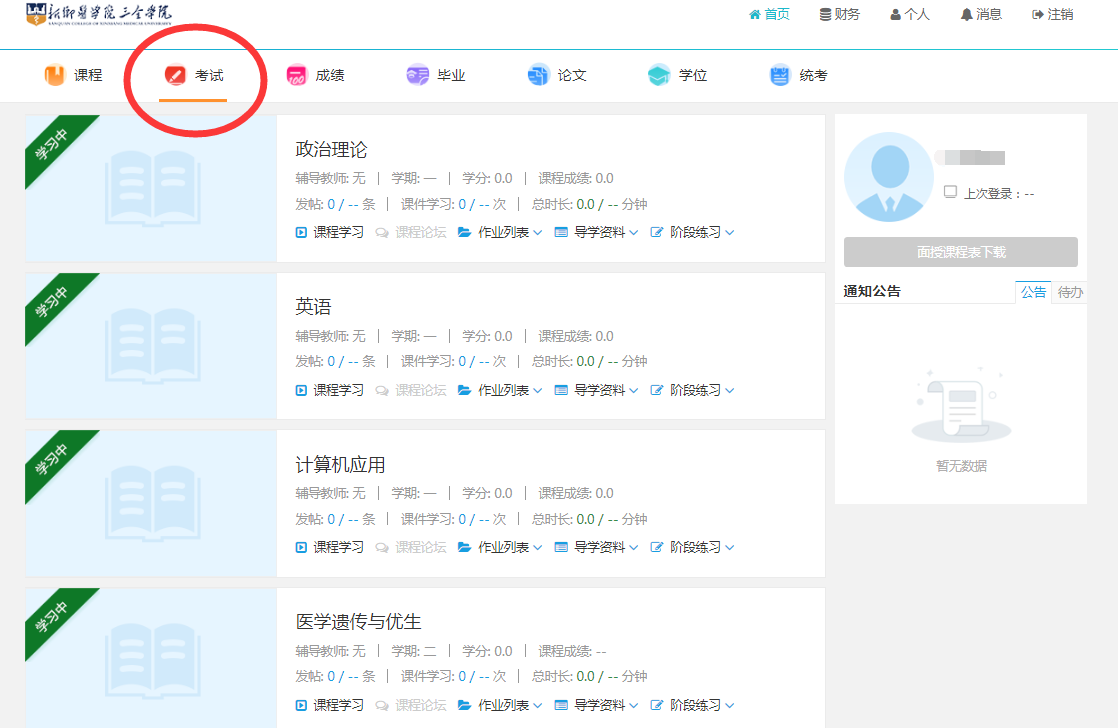 新乡医学院三全学院
SANQUAN COLLEGE OF XINXIANG MEDICAL UNIVERSITY
首页 财务 个人 消息 注销
课程 考试 成绩 毕业 论文 学位 统考
学习中
政治理论
辅导教师: 无 | 学期: 一 | 学分: 0.0 | 课程成绩: 0.0
发帖: 0 / -- 条 | 课件学习: 0 / -- 次 | 总时长: 0.0 / -- 分钟
课程学习 课程论坛 作业列表 导学资料 阶段练习
学习中
英语
辅导教师: 无 | 学期: 一 | 学分: 0.0 | 课程成绩: 0.0
发帖: 0 / -- 条 | 课件学习: 0 / -- 次 | 总时长: 0.0 / -- 分钟
课程学习 课程论坛 作业列表 导学资料 阶段练习
学习中
计算机应用
辅导教师: 无 | 学期: 一 | 学分: 0.0 | 课程成绩: 0.0
发帖: 0 / -- 条 | 课件学习: 0 / -- 次 | 总时长: 0.0 / -- 分钟
课程学习 课程论坛 作业列表 导学资料 阶段练习
学习中
医学遗传与优生
辅导教师: 无 | 学期: 二 | 学分: 0.0 | 课程成绩: --
发帖: 0 / -- 条 | 课件学习: 0 / -- 次 | 总时长: 0.0 / -- 分钟
课程学习 课程论坛 作业列表 导学资料 阶段练习
上次登录：--
面授课程表下载
通知公告 公告 待办
暂无数据